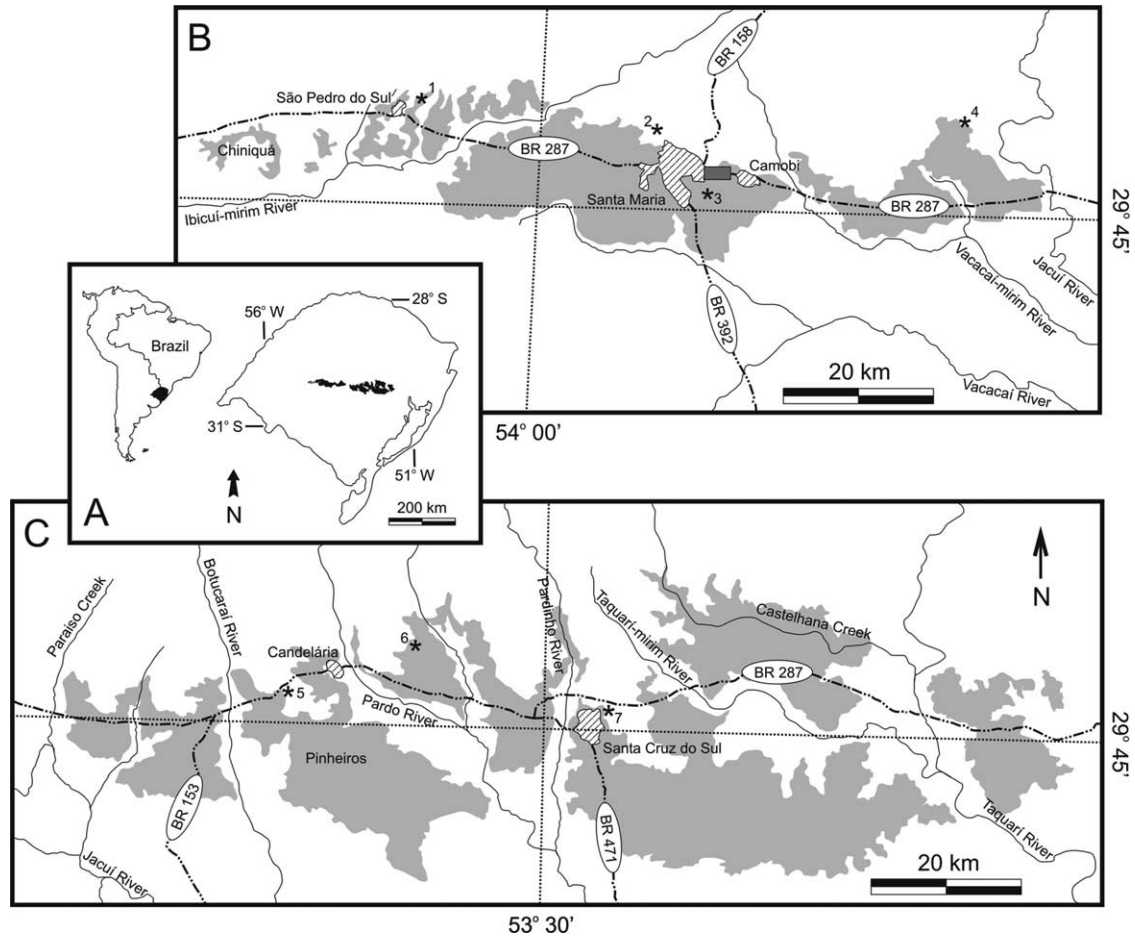 B
BR 158
São Pedro do Sul
*1
2*
*4
Chiniquá
BR 287
Camobi
Santa Maria
*3
BR 287
Ibicuí-mirim River
29° 45'
Vacacaí-mirim River
Jacuí River
BR 392
20 km
Vacacaí River
54° 00'
28° S
56° W
Brazil
31° S
51° W
N
200 km
A
C
Paraiso Creek
Botucaraí River
Pardinho River
Taquarí-mirim River
Castelhana Creek
N
Candelária
6*
BR 287
*5
Pardo River
*7
Santa Cruz do Sul
Pinheiros
29° 45'
BR 153
BR 471
Taquarí River
Jacuí River
20 km
53° 30'